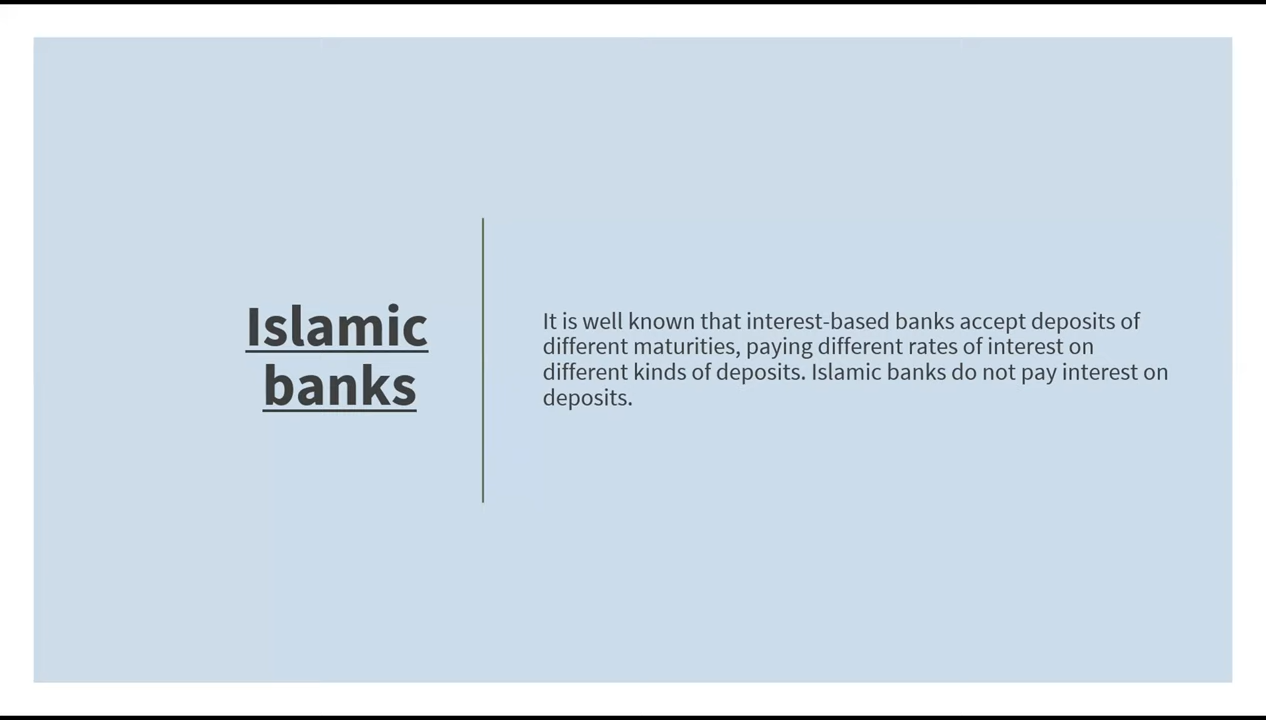 Islamic
banks
It is well known that interest-based banks accept deposits of
different maturities, paying different rates of interest on
different kinds of deposits. Islamic banks do not pay interest on
deposits.